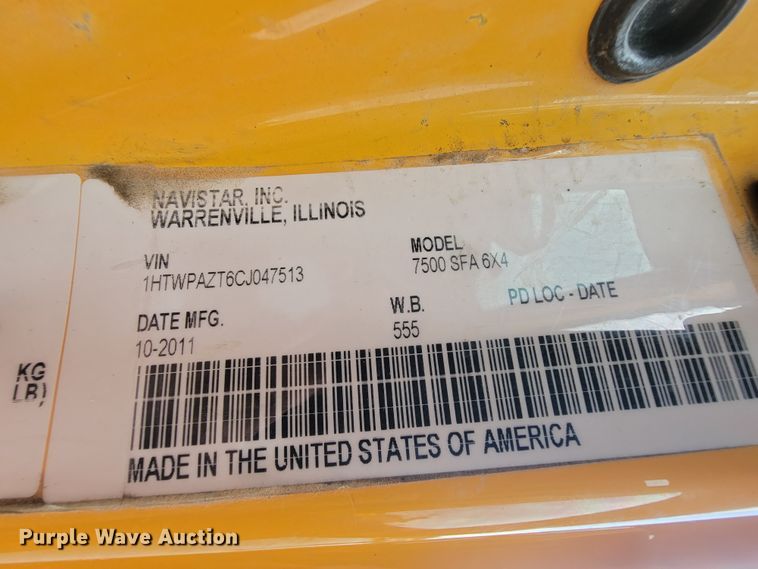 NAVISTAR, INC.
WARRENVILLE, ILLINOIS
VIN
1HTWPAZT6CJ047513
MODEL
7500 SFA 6X4
DATE MFG.
10-2011
W.B.
555
PD LOC - DATE
KG
LB)
MADE IN THE UNITED STATES OF AMERICA
Purple Wave Auction